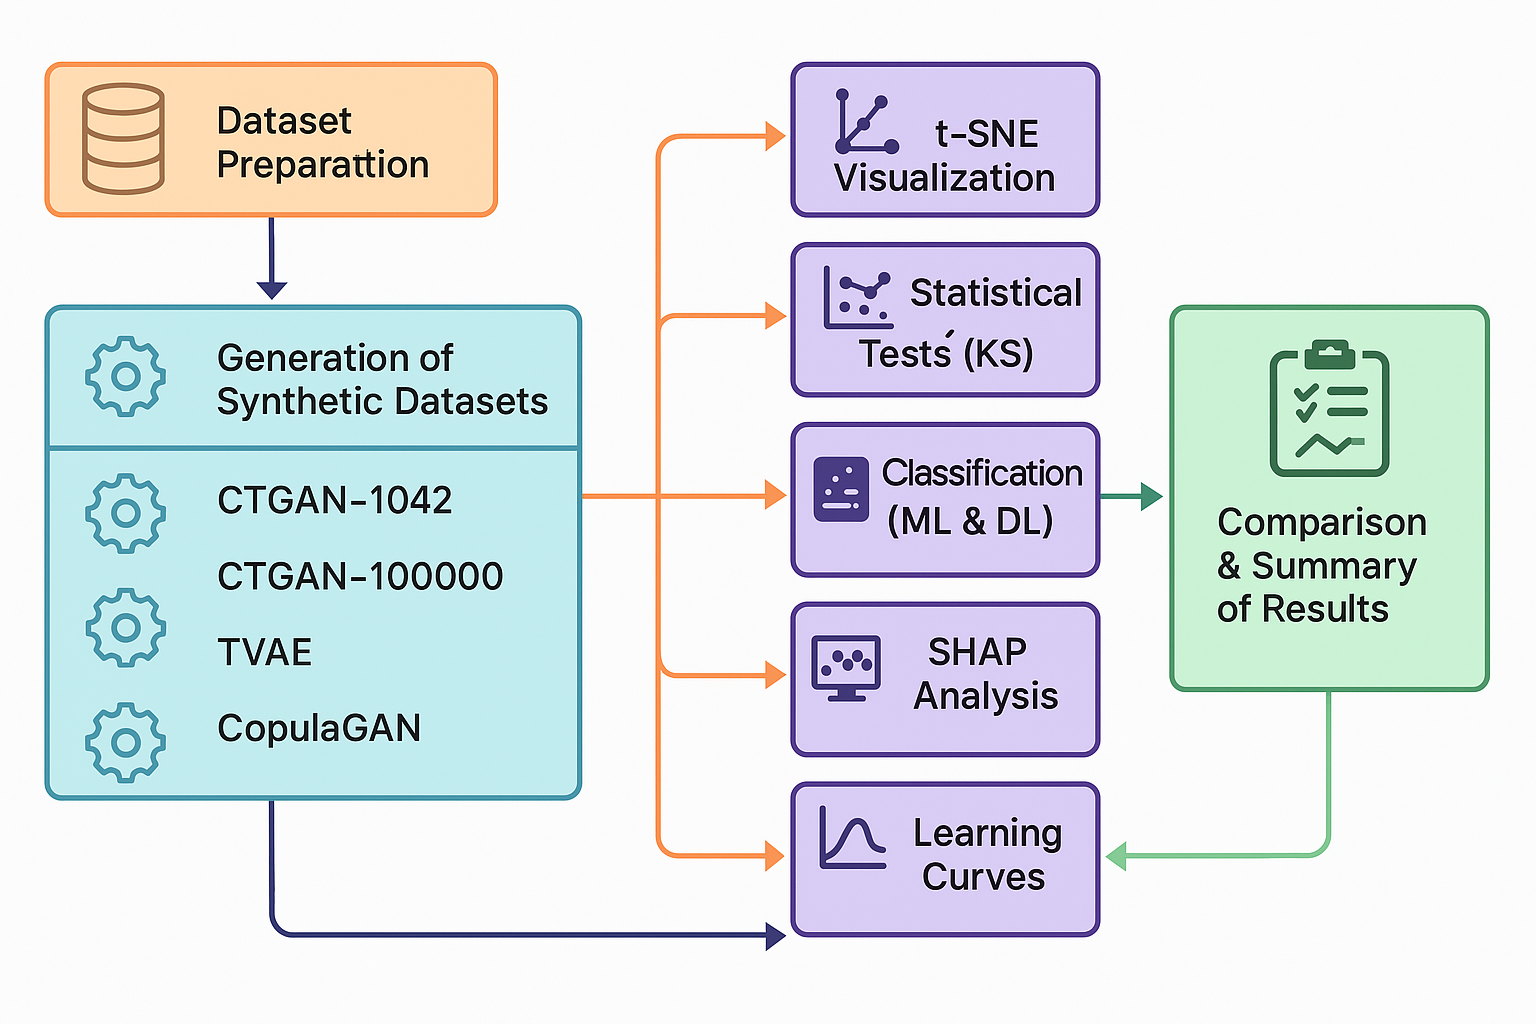 Dataset
Preparattion
Generation of
Synthetic Datasets
CTGAN-1042
CTGAN-100000
TVAE
CopulaGAN
t-SNE
Visualization
Statistical
Tests´ (KS)
Classification
(ML & DL)
SHAP
Analysis
Learning
Curves
Comparison
& Summary
of Results